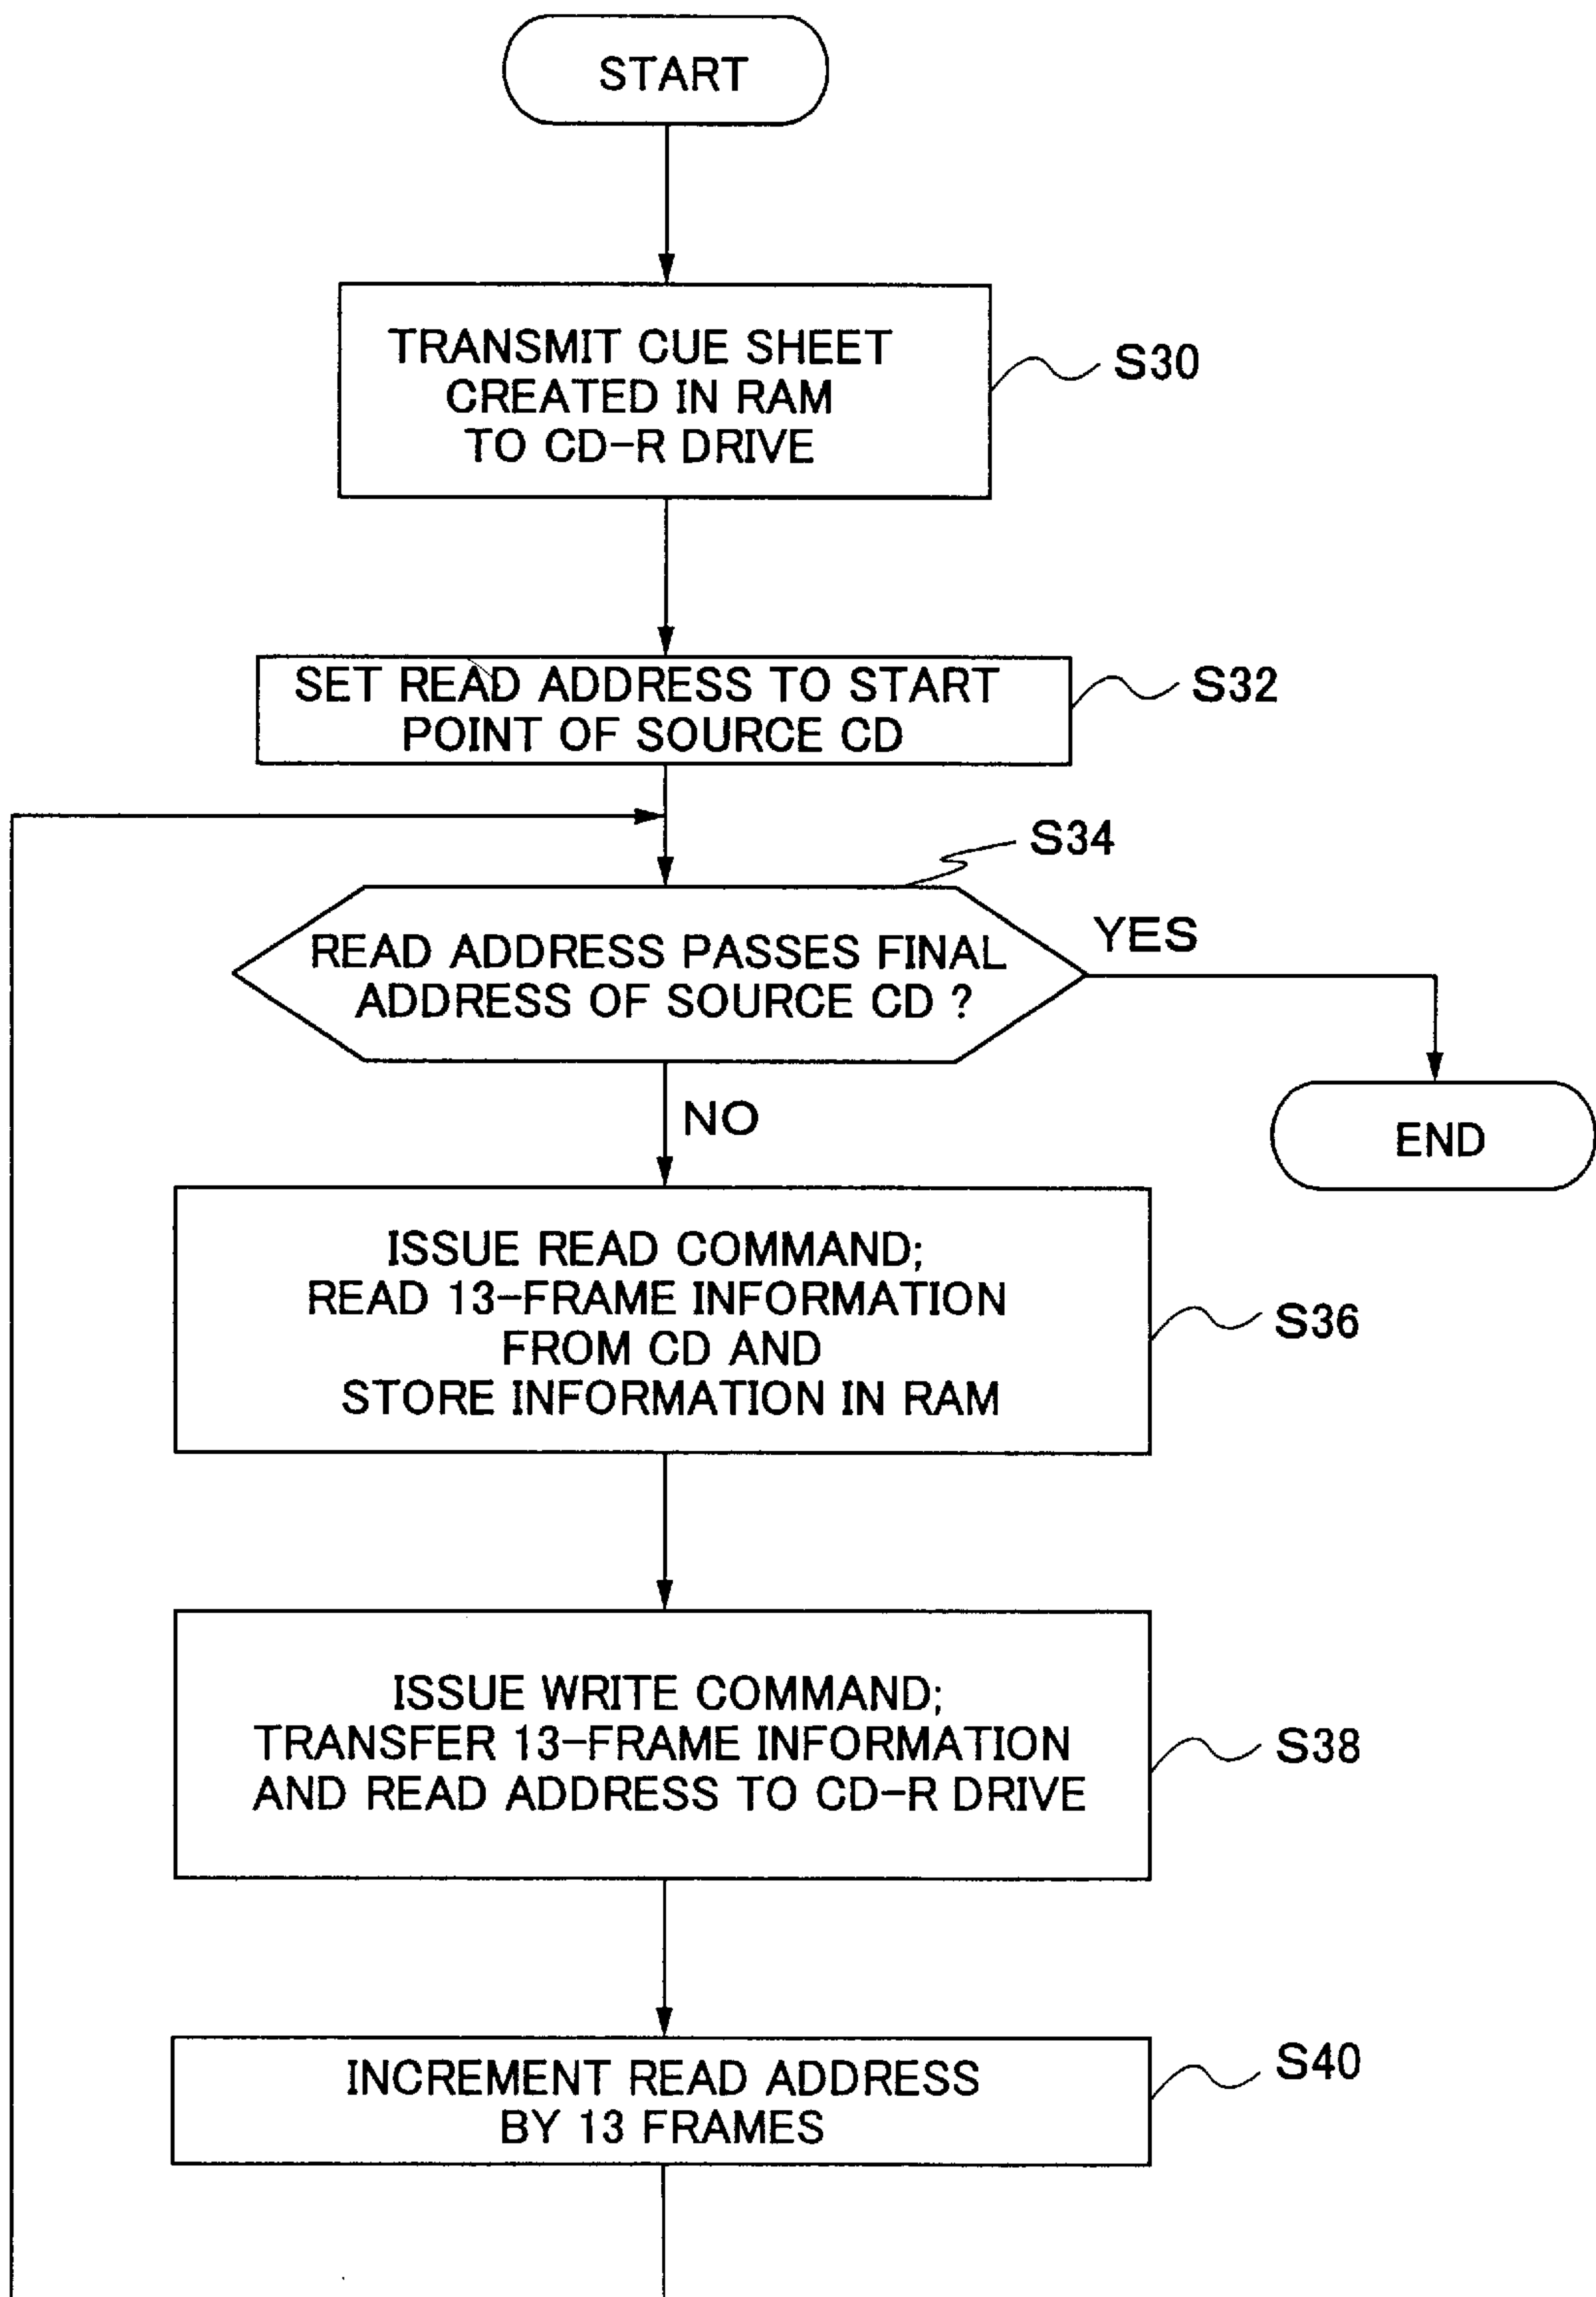 START
TRANSMIT CUE SHEET
CREATED IN RAM
TO CD-R DRIVE
S30
SET READ ADDRESS TO START
POINT OF SOURCE CD
S32
S34
READ ADDRESS PASSES FINAL
ADDRESS OF SOURCE CD ?
YES
NO
END
ISSUE READ COMMAND;
READ 13-FRAME INFORMATION
FROM CD AND
STORE INFORMATION IN RAM
S36
ISSUE WRITE COMMAND;
TRANSFER 13-FRAME INFORMATION
AND READ ADDRESS TO CD-R DRIVE
S38
INCREMENT READ ADDRESS
BY 13 FRAMES
S40